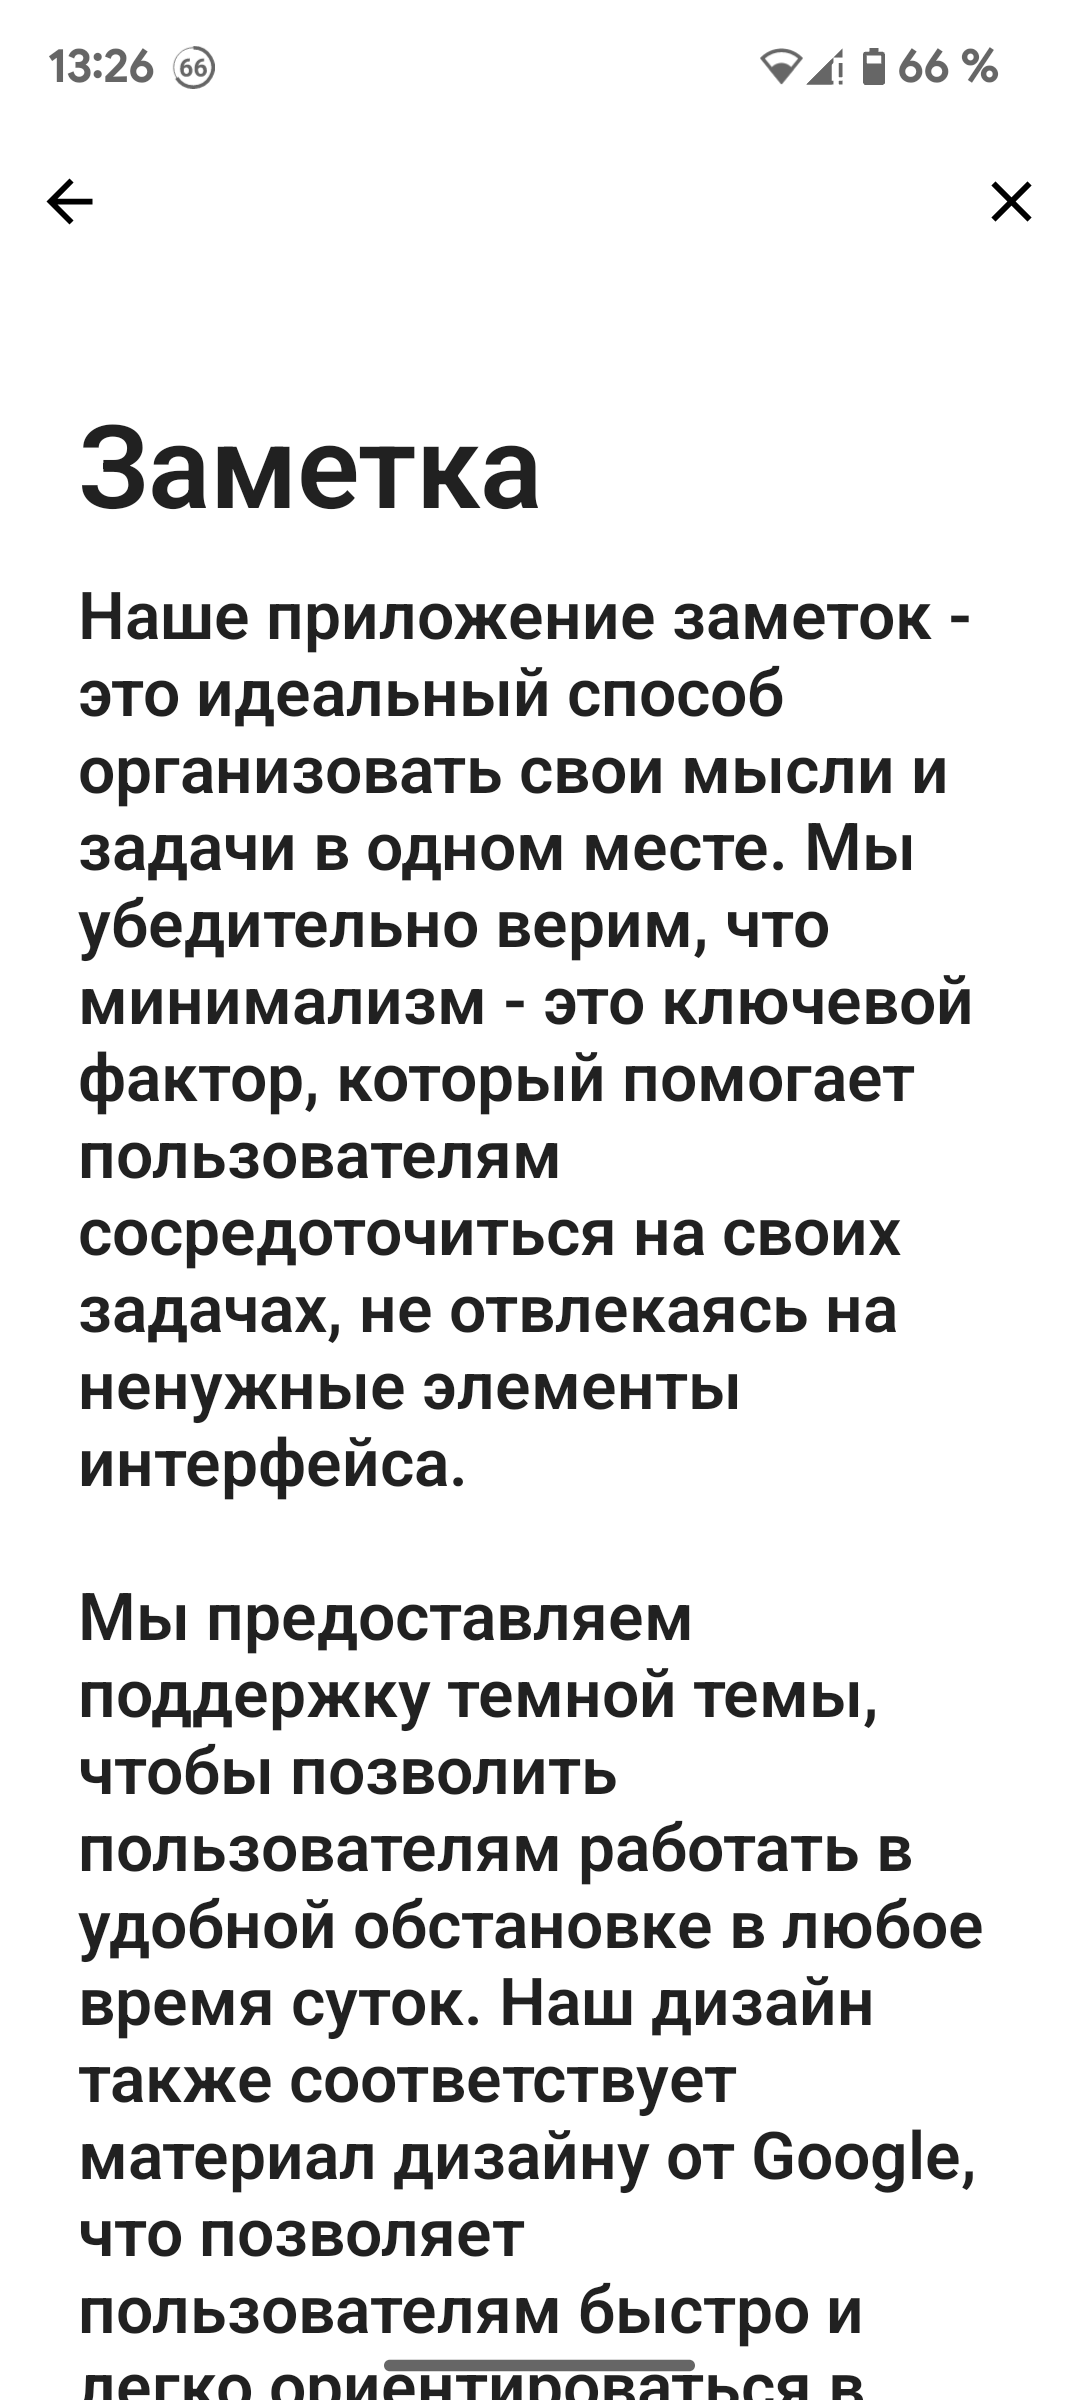 13:26 66 66 %
Заметка
Наше приложение заметок -
это идеальный способ
организовать свои мысли и
задачи в одном месте. Мы
убедительно верим, что
минимализм - это ключевой
фактор, который помогает
пользователям
сосредоточиться на своих
задачах, не отвлекаясь на
ненужные элементы
интерфейса.
Мы предоставляем
поддержку темной темы,
чтобы позволить
пользователям работать в
удобной обстановке в любое
время суток. Наш дизайн
также соответствует
материал дизайну от Google,
что позволяет
пользователям быстро и
легко ориентироваться в